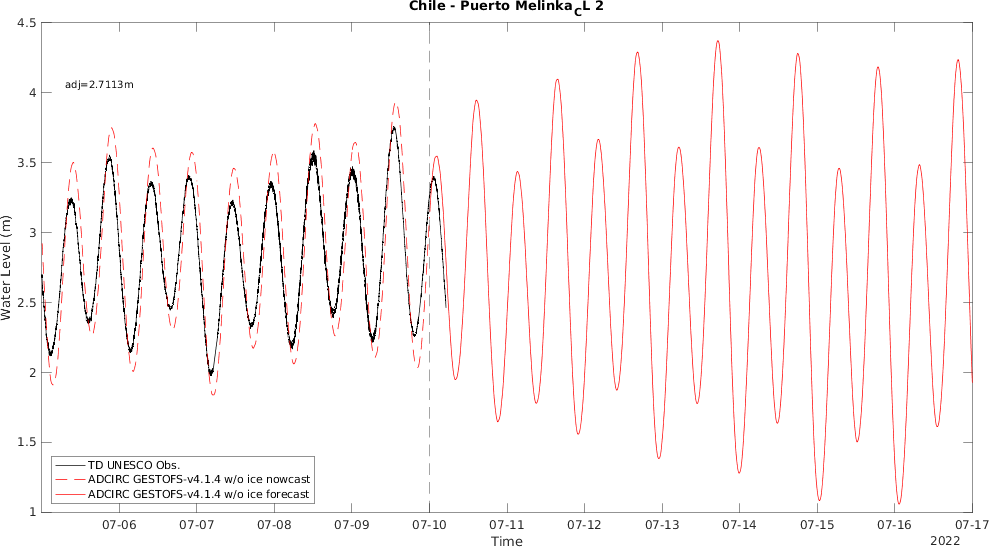 Chile - Puerto Melinka_CL 2
4.5
adj=2.7113m
4
3.5
3
2.5
2
1.5
1
Water Level (m)
TD UNESCO Obs.
ADCIRC GESTOFS-v4.1.4 w/o ice nowcast
ADCIRC GESTOFS-v4.1.4 w/o ice forecast
07-06 07-07 07-08 07-09 07-10 07-11 07-12 07-13 07-14 07-15 07-16 07-17
Time
2022